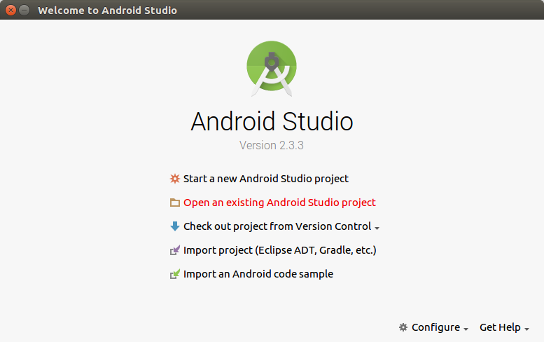 Welcome to Android Studio
Android Studio
Version 2.3.3
Start a new Android Studio project
Open an existing Android Studio project
Check out project from Version Control
Import project (Eclipse ADT, Gradle, etc.)
Import an Android code sample
Configure Get Help